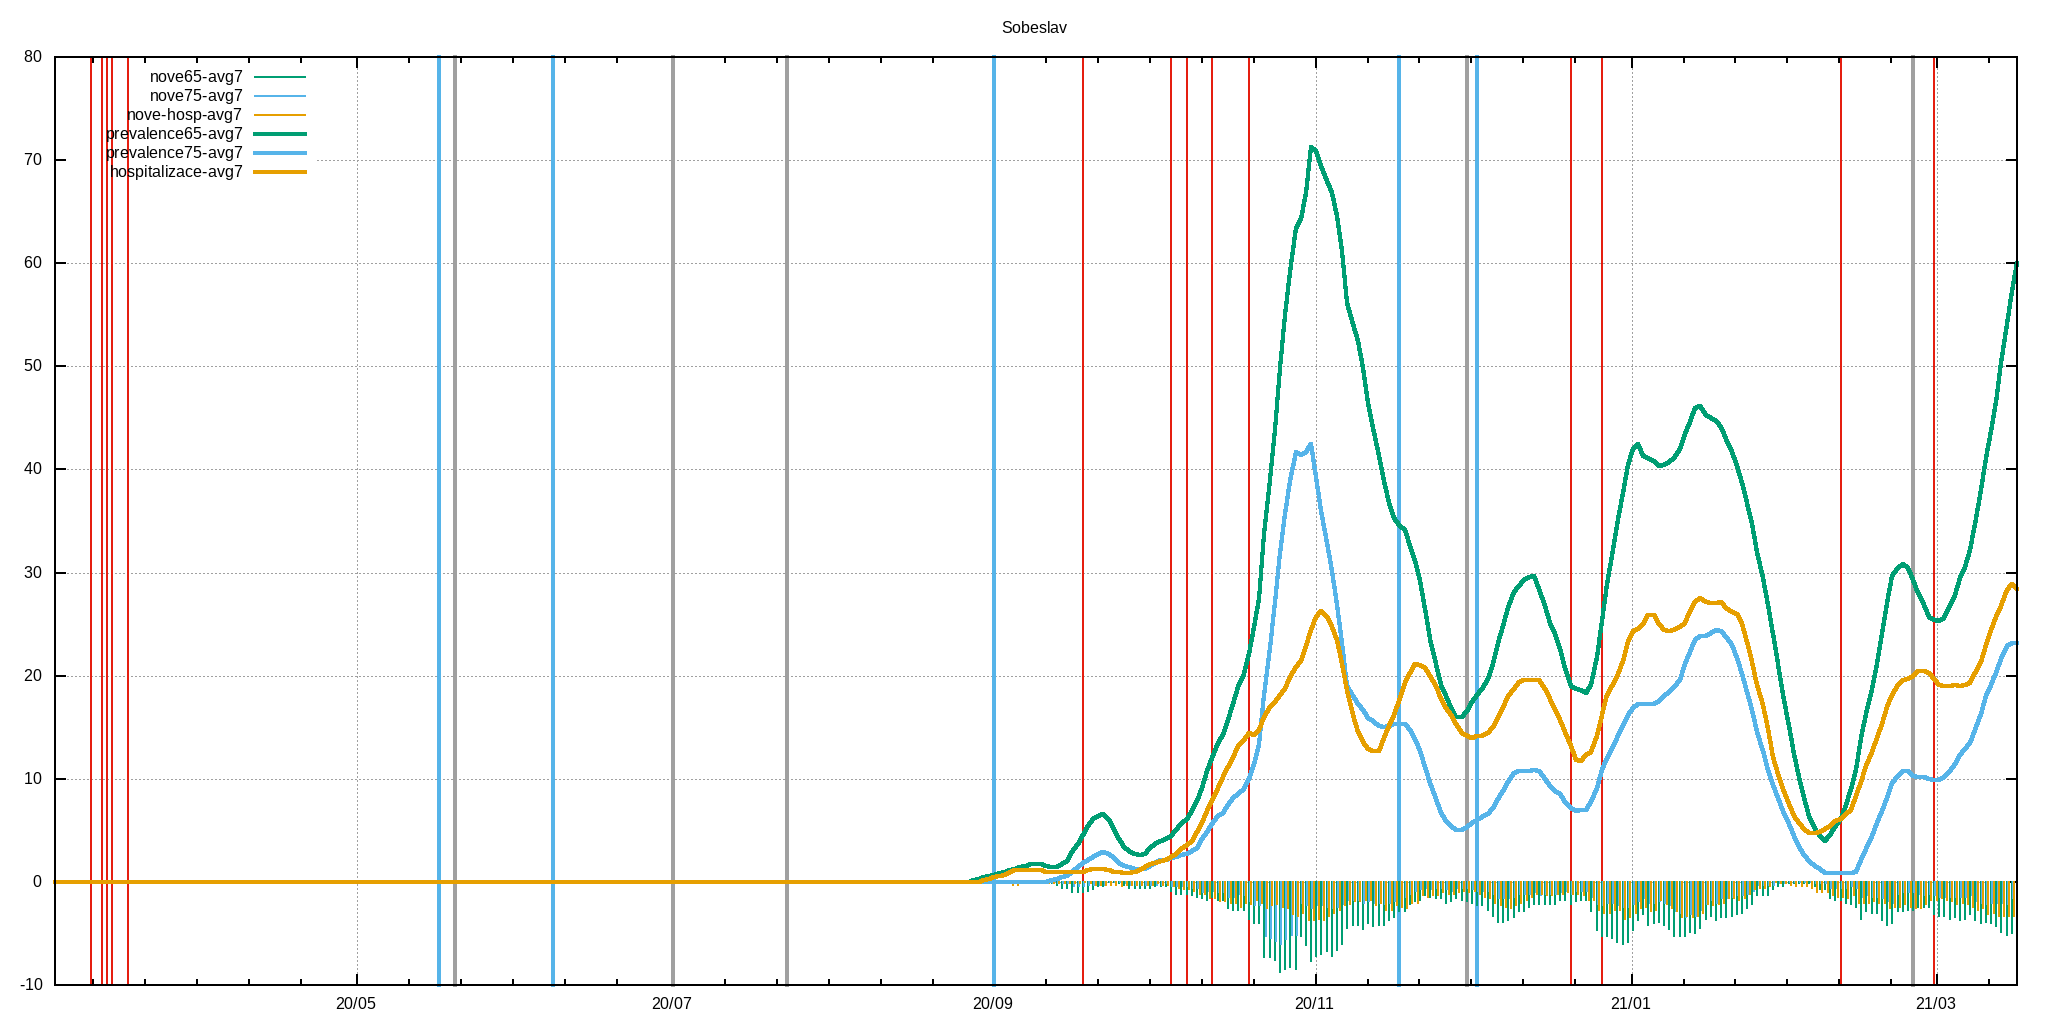 Sobeslav
80
70
60
50
40
30
20
10
0
-10
nove65-avg7
nove75-avg7
nove-hosp-avg7
prevalence65-avg7
prevalence75-avg7
hospitalizace-avg7
20/05
20/07
20/09
20/11
21/01
21/03